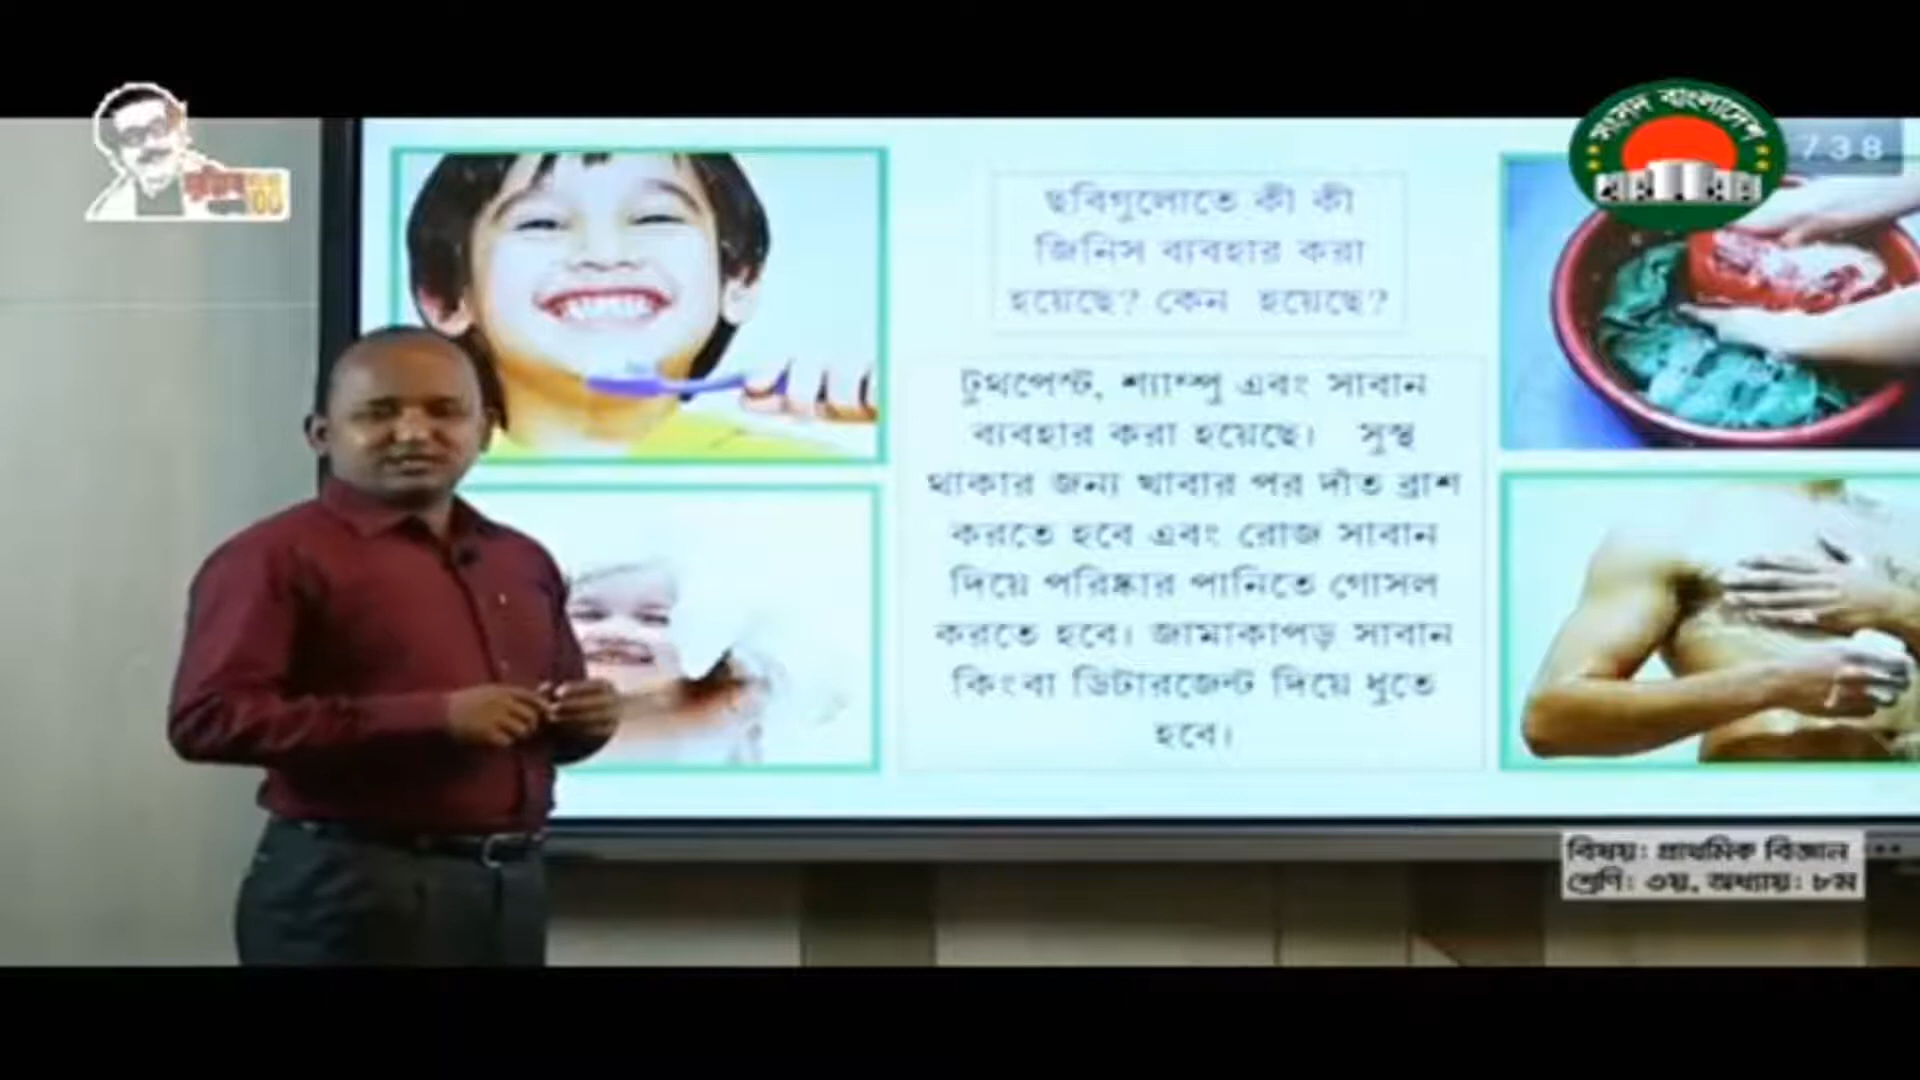 সংসদ বাংলাদেশ
738
ছবিগুলোতে কী কী
জিনিস ব্যবহার করা
হয়েছে? কেন হয়েছে?
টুথপেস্ট, শ্যাম্পু এবং সাবান
ব্যবহার করা হয়েছে। সুস্থ
থাকার জন্য খাবার পর দাঁত ব্রাশ
করতে হবে এবং রোজ সাবান
দিয়ে পরিষ্কার পানিতে গোসল
করতে হবে। জামাকাপড় সাবান
কিংবা ডিটারজেন্ট দিয়ে ধুতে
হবে।
বিষয়: প্রাথমিক বিজ্ঞান
শ্রেণি: ৩য়, অধ্যায়: ৮ম